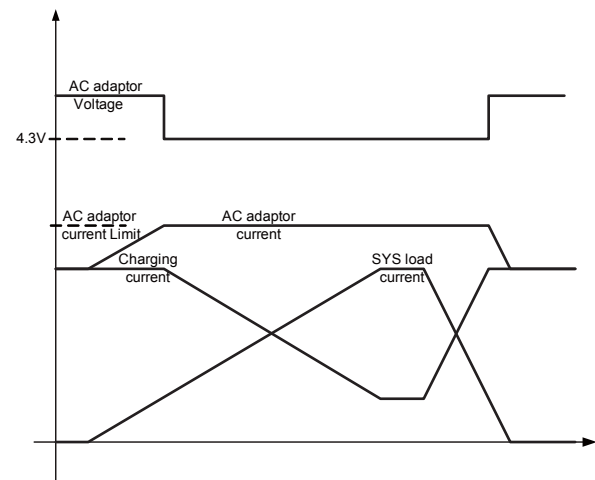 AC adaptor
Voltage
4.3V
AC adaptor
current Limit
AC adaptor
current
Charging
current
SYS load
current